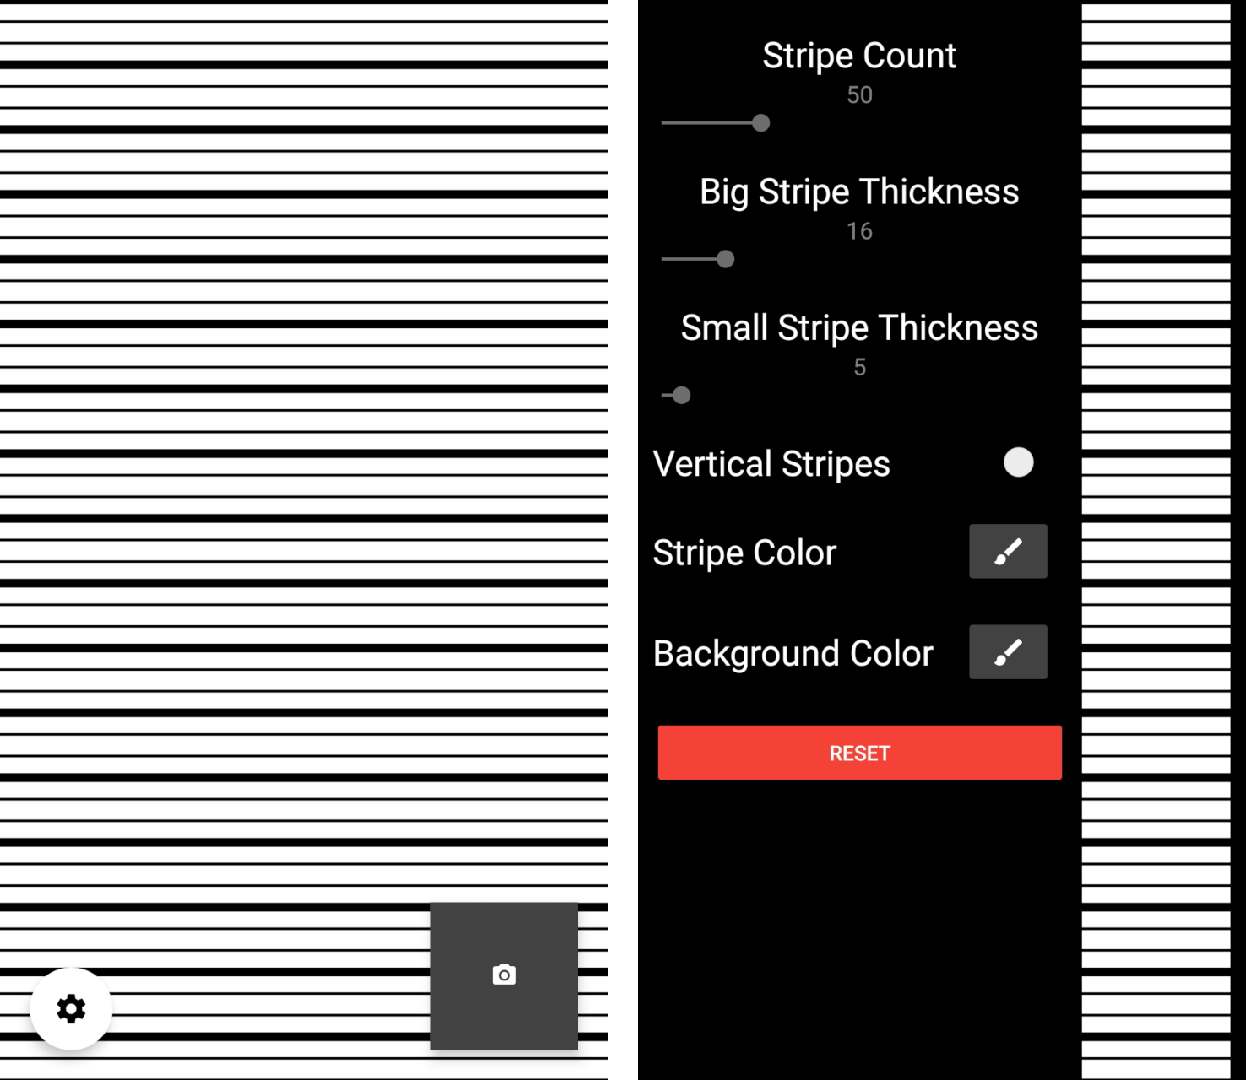 Stripe Count
50
Big Stripe Thickness
16
Small Stripe Thickness
5
Vertical Stripes
Stripe Color
Background Color
RESET